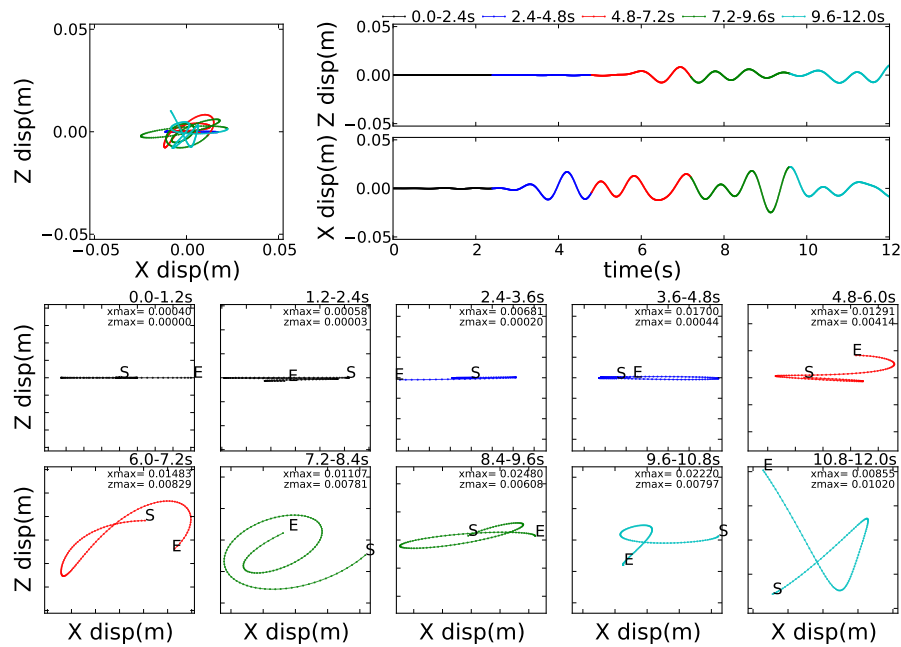 0.0-2.4s 2.4-4.8s 4.8-7.2s 7.2-9.6s 9.6-12.0s
0.05
0.00
−0.05
Z disp(m)
−0.05 0.00 0.05
X disp(m)
0.05
0.00
−0.05
Z disp(m)
0.05
0.00
−0.05
X disp(m)
0 2 4 6 8 10 12
time(s)
0.0-1.2s
xmax= 0.00040
zmax= 0.00000
S E
Z disp(m)
1.2-2.4s
xmax= 0.00058
zmax= 0.00003
E S
2.4-3.6s
xmax= 0.00681
zmax= 0.00020
E S
3.6-4.8s
xmax= 0.01700
zmax= 0.00044
S E
4.8-6.0s
xmax= 0.01291
zmax= 0.00414
E
S
6.0-7.2s
xmax= 0.01483
zmax= 0.00829
S
E
Z disp(m)
X disp(m)
7.2-8.4s
xmax= 0.01107
zmax= 0.00781
E
S
X disp(m)
8.4-9.6s
xmax= 0.02480
zmax= 0.00608
S E
X disp(m)
9.6-10.8s
xmax= 0.02220
zmax= 0.00797
S
E
X disp(m)
10.8-12.0s
xmax= 0.00855
zmax= 0.01020
E
S
X disp(m)